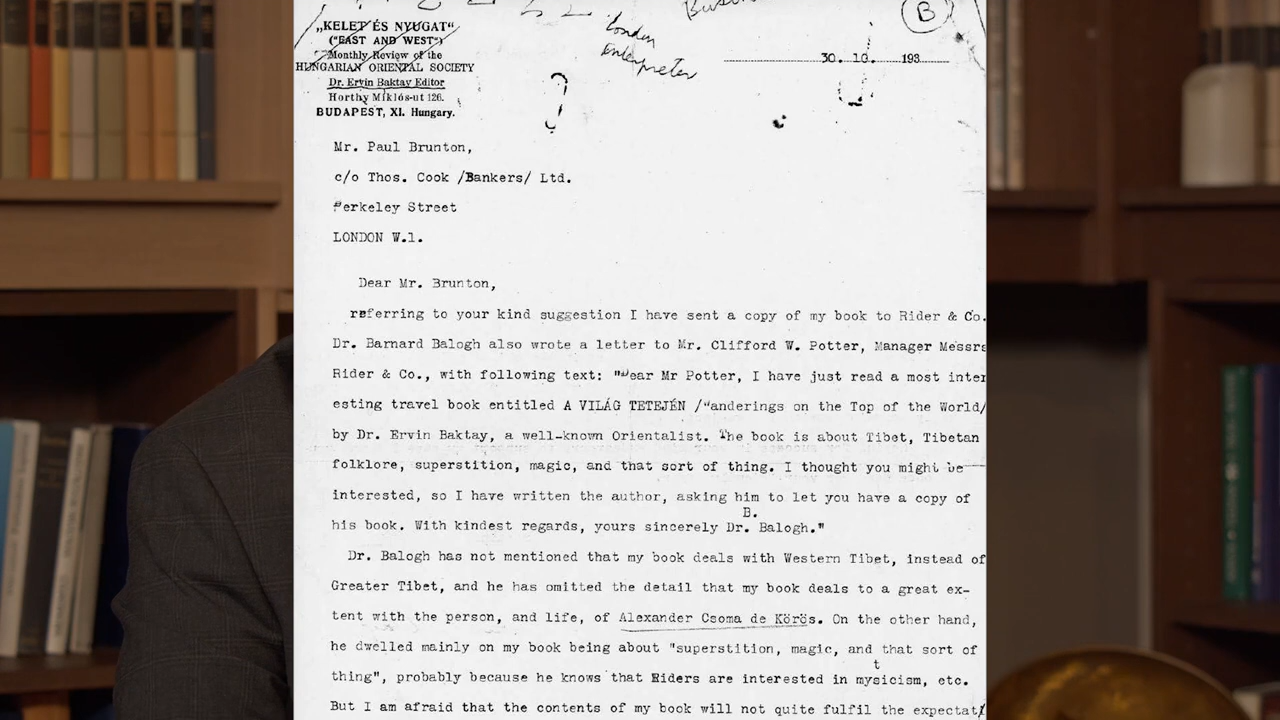 „KELET ÉS NYUGAT“
("EAST AND WEST")
Monthly Review of the
HUNGARIAN ORIENTAL SOCIETY
Dr. Ervin Baktay Editor
Horthy Miklós-ut 126.
BUDAPEST, XI. Hungary.
London
B
30. 10. 193
Mr. Paul Brunton,
c/o Thos. Cook /Bankers/ Ltd.
Berkeley Street
LONDON W.1.
Dear Mr. Brunton,
referring to your kind suggestion I have sent a copy of my book to Rider & Co.
Dr. Barnard Balogh also wrote a letter to Mr. Clifford W. Potter, Manager Messrs
Rider & Co., with following text: "Dear Mr Potter, I have just read a most inter
esting travel book entitled A VILÁG TETEJÉN /"anderings on the Top of the World/
by Dr. Ervin Baktay, a well-known Orientalist. The book is about Tibet, Tibetan
folklore, superstition, magic, and that sort of thing. I thought you might be
interested, so I have written the author, asking him to let you have a copy of
B.
his book. With kindest regards, yours sincerely Dr. Balogh."
Dr. Balogh has not mentioned that my book deals with Western Tibet, instead of
Greater Tibet, and he has omitted the detail that my book deals to a great ex-
tent with the person, and life, of Alexander Csoma de Körös. On the other hand,
he dwelled mainly on my book being about "superstition, magic, and that sort of
t
thing", probably because he knows that Riders are interested in mysicism, etc.
But I am afraid that the contents of my book will not quite fulfil the expectat